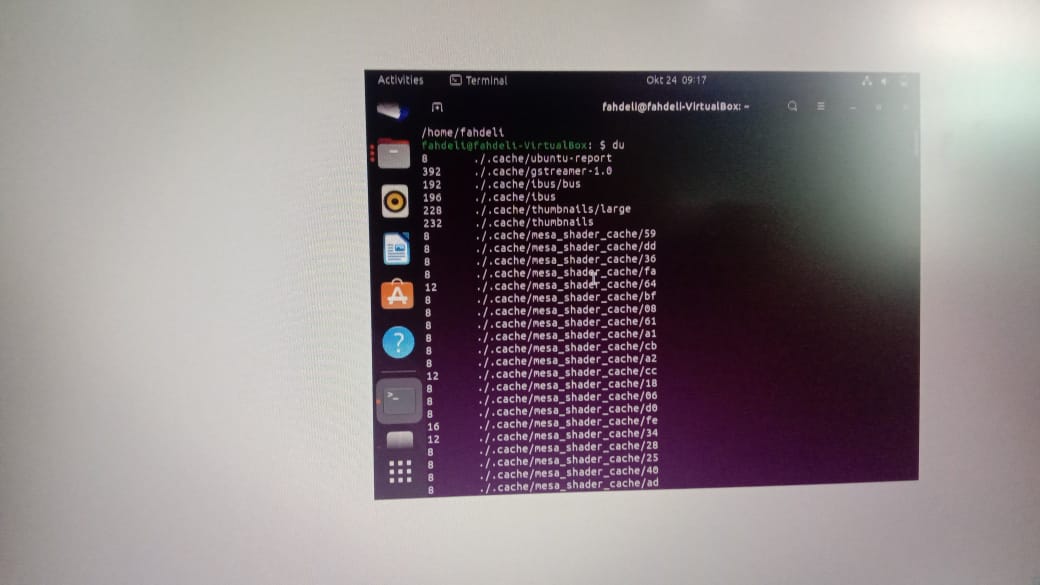 Activities Terminal Okt 24 09:17
fahdeli@fahdeli-VirtualBox: ~
/home/fahdeli
fahdeli@fahdeli-VirtualBox: $ du
8 ./.cache/ubuntu-report
392 ./.cache/gstreamer-1.0
192 ./.cache/ibus/bus
196 ./.cache/ibus
228 ./.cache/thumbnails/large
232 ./.cache/thumbnails
8 ./.cache/mesa_shader_cache/59
8 ./.cache/mesa_shader_cache/dd
8 ./.cache/mesa_shader_cache/36
8 ./.cache/mesa_shader_cache/fa
12 ./.cache/mesa_shader_cache/64
8 ./.cache/mesa_shader_cache/bf
8 ./.cache/mesa_shader_cache/08
8 ./.cache/mesa_shader_cache/61
8 ./.cache/mesa_shader_cache/a1
8 ./.cache/mesa_shader_cache/cb
8 ./.cache/mesa_shader_cache/a2
12 ./.cache/mesa_shader_cache/cc
8 ./.cache/mesa_shader_cache/18
8 ./.cache/mesa_shader_cache/06
8 ./.cache/mesa_shader_cache/d0
16 ./.cache/mesa_shader_cache/fe
12 ./.cache/mesa_shader_cache/34
8 ./.cache/mesa_shader_cache/28
8 ./.cache/mesa_shader_cache/25
8 ./.cache/mesa_shader_cache/40
8 ./.cache/mesa_shader_cache/ad